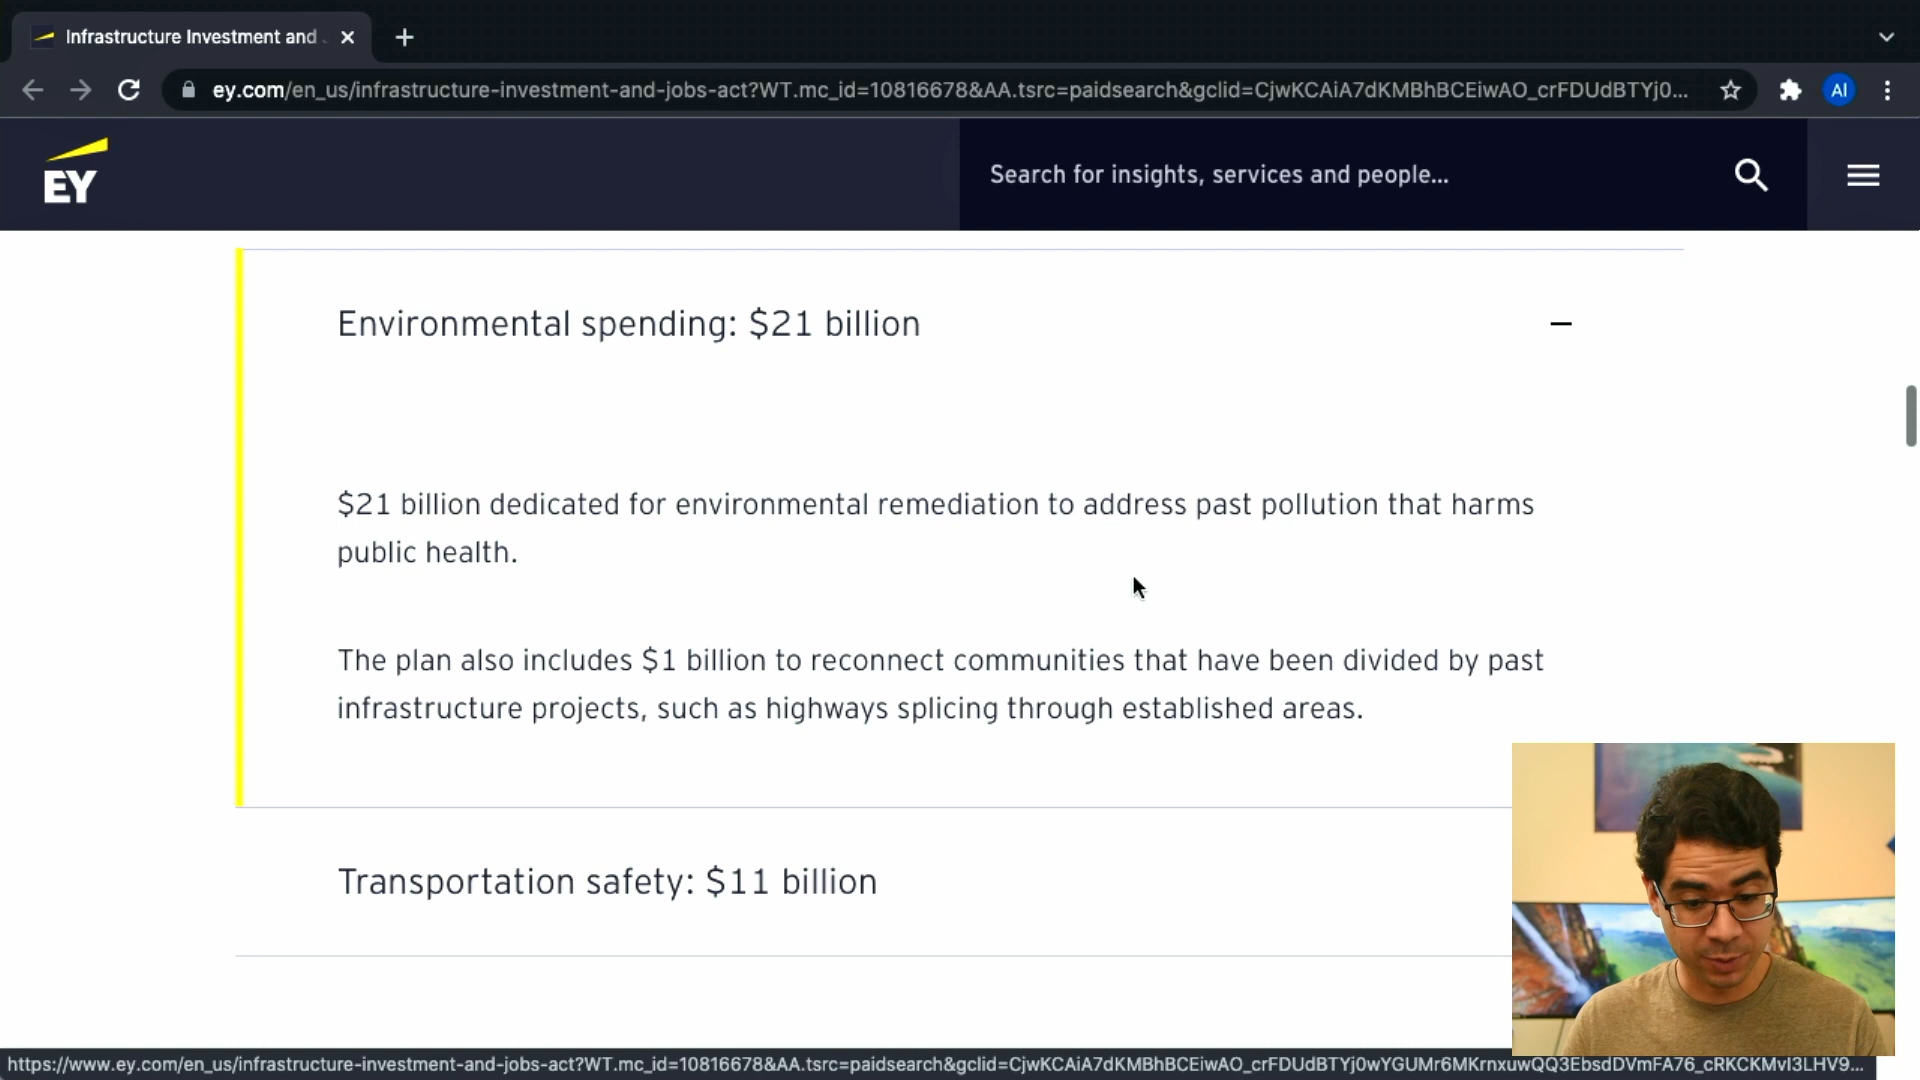 Infrastructure Investment and
ey.com/en_us/infrastructure-investment-and-jobs-act?WT.mc_id=10816678&AA.tsrc=paidsearch&gclid=CjwKCAiA7dKMBhBCEiwAO_crFDUdBTYj0...
AI
EY
Search for insights, services and people...
Environmental spending: $21 billion
$21 billion dedicated for environmental remediation to address past pollution that harms
public health.
The plan also includes $1 billion to reconnect communities that have been divided by past
infrastructure projects, such as highways splicing through established areas.
Transportation safety: $11 billion
https://www.ey.com/en_us/infrastructure-investment-and-jobs-act?WT.mc_id=10816678&AA.tsrc=paidsearch&gclid=CjwKCAiA7dKMBhBCEiwAO_crFDUdBTYj0wYGUMr6MKrnxuwQQ3EbsdDVmFA76_cRKCKMvI3LHV9...